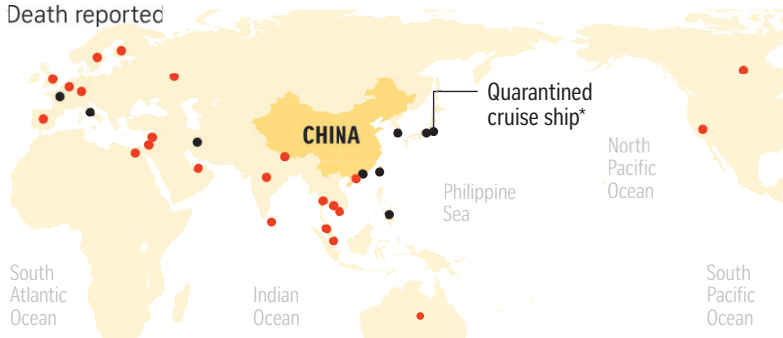 Death reported
Quarantined
cruise ship*
CHINA
North
Pacific
Ocean
Philippine
Sea
South
Atlantic
Ocean
Indian
Ocean
South
Pacific
Ocean